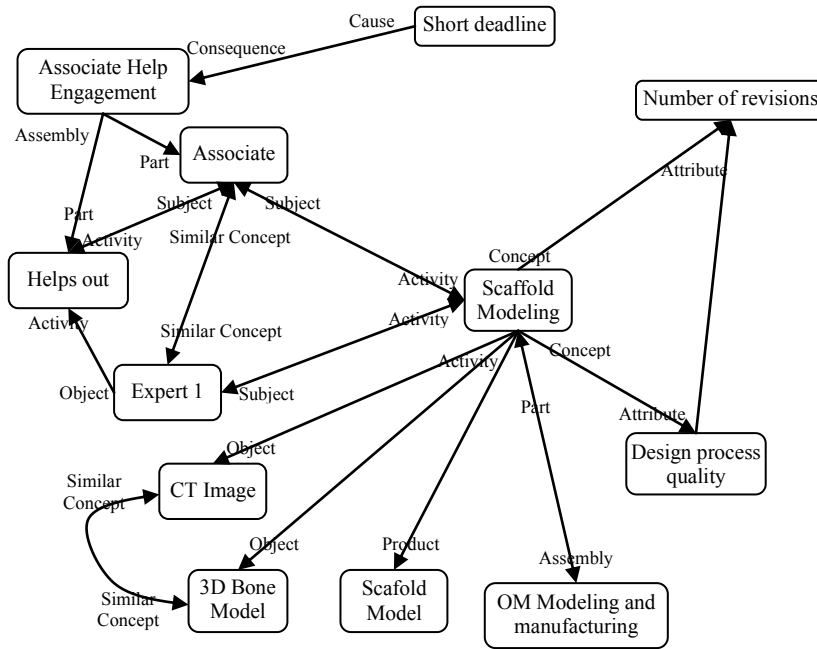 Cause
Short deadline
Consequence
Associate Help
Engagement
Number of revisions
Assembly
Associate
Part
Attribute
Subject
Subject
Part
Activity
Similar Concept
Concept
Helps out
Activity
Scaffold
Modeling
Activity
Activity
Similar Concept
Concept
Activity
Object
Expert 1
Subject
Part
Attribute
Object
Design process
quality
Similar
Concept
CT Image
Object
Product
Assembly
3D Bone
Model
Scafold
Model
OM Modeling and
manufacturing
Similar
Concept